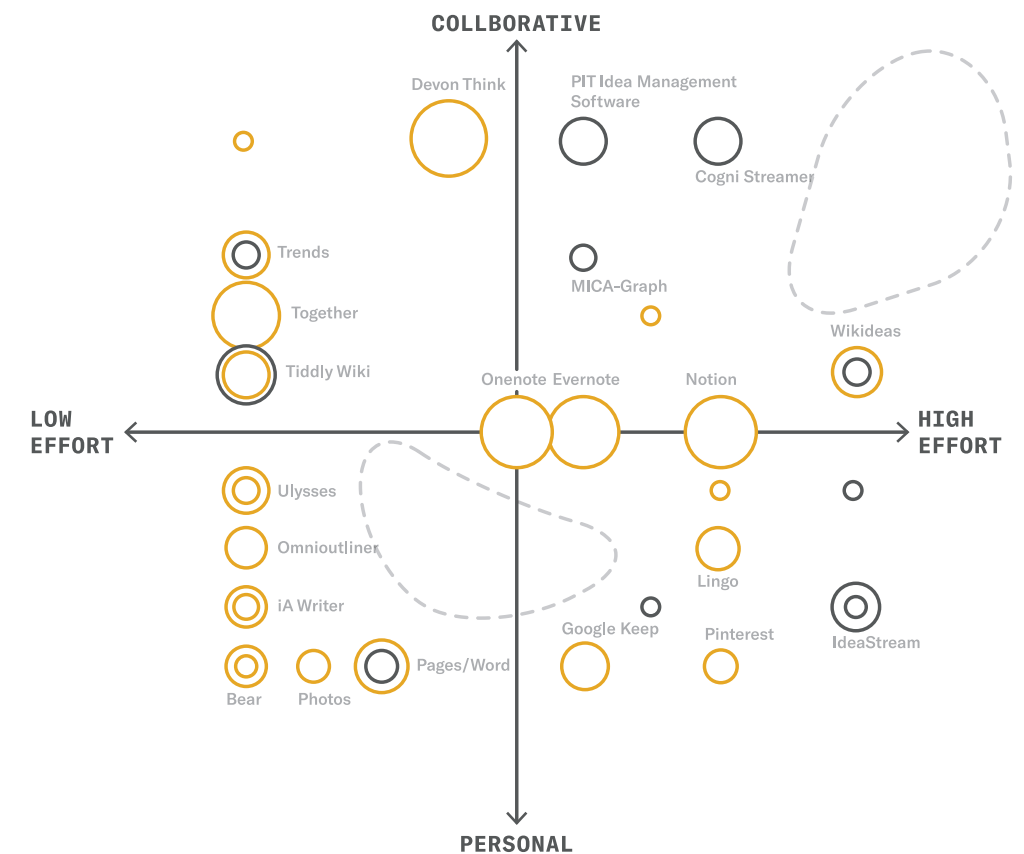 COLLBORATIVE
Devon Think
PIT Idea Management
Software
Cogni Streamer
Trends
MICA-Graph
Together
Wikideas
Tiddly Wiki
Onenote
Evernote
Notion
LOW
EFFORT
HIGH
EFFORT
Ulysses
Omnioutliner
Lingo
iA Writer
Google Keep
Pinterest
IdeaStream
Pages/Word
Bear
Photos
PERSONAL